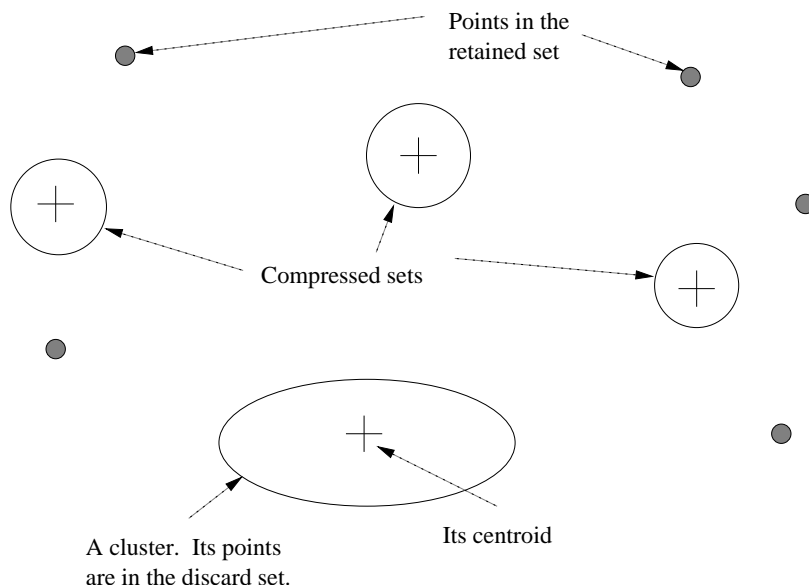 Points in the
retained set
Compressed sets
Its centroid
A cluster. Its points
are in the discard set.